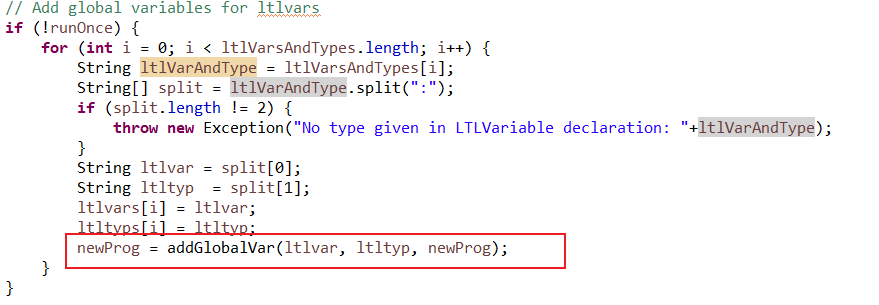 // Add global variables for ltlvars
if (!runOnce) {
    for (int i = 0; i < ltlVarsAndTypes.length; i++) {
        String ltlVarAndType = ltlVarsAndTypes[i];
        String[] split = ltlVarAndType.split(":");
        if (split.length != 2) {
            throw new Exception("No type given in LTLVariable declaration: "+ltlVarAndType);
        }
        String ltlvar = split[0];
        String ltltyp  = split[1];
        ltlvars[i] = ltlvar;
        ltltyps[i] = ltltyp;
        newProg = addGlobalVar(ltlvar, ltltyp, newProg);
    }
}